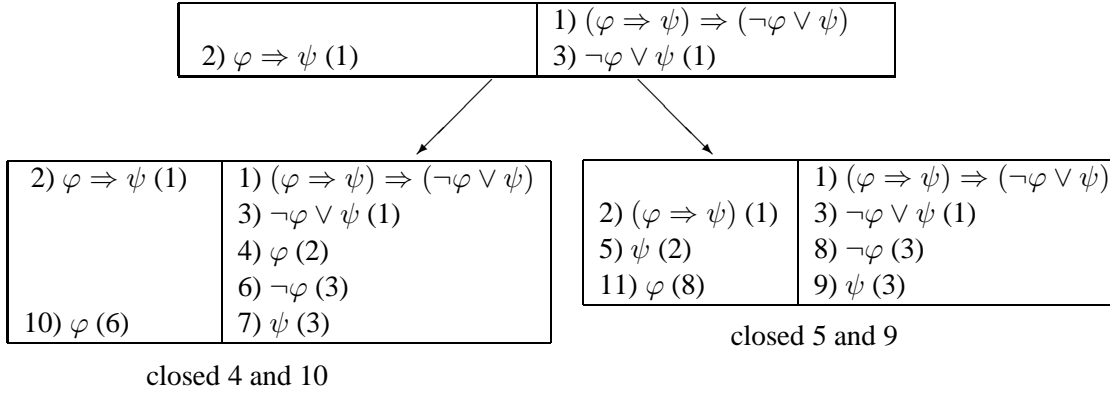 1) (φ ⇒ ψ) ⇒ (¬φ ∨ ψ)
2) φ ⇒ ψ (1) 3) ¬φ ∨ ψ (1)
2) φ ⇒ ψ (1) 1) (φ ⇒ ψ) ⇒ (¬φ ∨ ψ)
3) ¬φ ∨ ψ (1)
4) φ (2)
6) ¬φ (3)
10) φ (6) 7) ψ (3)
closed 4 and 10
1) (φ ⇒ ψ) ⇒ (¬φ ∨ ψ)
2) (φ ⇒ ψ) (1) 3) ¬φ ∨ ψ (1)
5) ψ (2) 8) ¬φ (3)
11) φ (8) 9) ψ (3)
closed 5 and 9